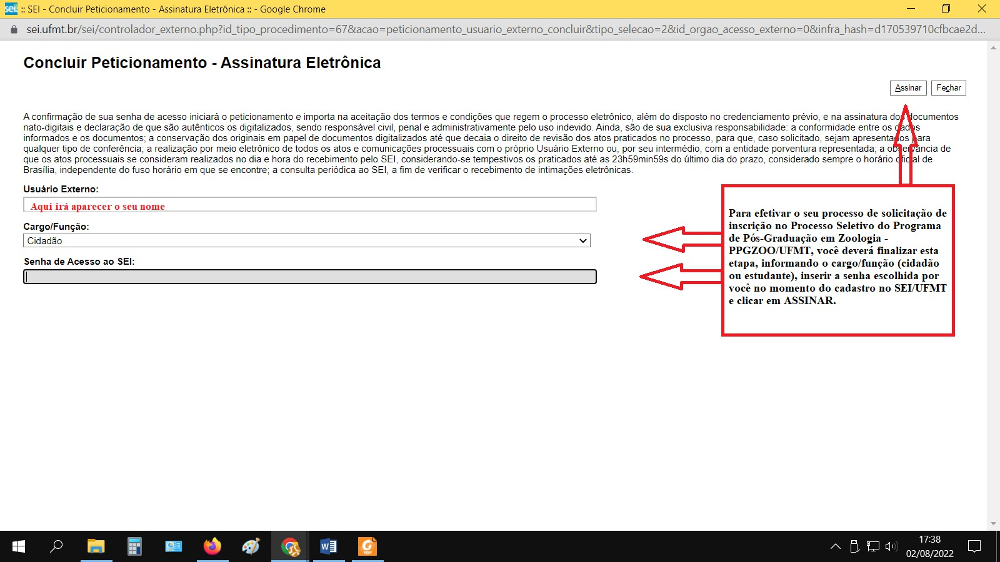 sei :: SEI - Concluir Peticionamento - Assinatura Eletrônica :: - Google Chrome
sei.ufmt.br/sei/controlador_externo.php?id_tipo_procedimento=67&acao=peticionamento_usuario_externo_concluir&tipo_selecao=2&id_orgao_acesso_externo=0&infra_hash=d170539710cfbcae2d...
Concluir Peticionamento - Assinatura Eletrônica
Assinar Fechar
A confirmação de sua senha de acesso iniciará o peticionamento e importa na aceitação dos termos e condições que regem o processo eletrônico, além do disposto no credenciamento prévio, e na assinatura dos documentos
nato-digitais e declaração de que são autênticos os digitalizados, sendo responsável civil, penal e administrativamente pelo uso indevido. Ainda, são de sua exclusiva responsabilidade: a conformidade entre os dados
informados e os documentos; a conservação dos originais em papel de documentos digitalizados até que decaia o direito de revisão dos atos praticados no processo, para que, caso solicitado, sejam apresentados para
qualquer tipo de conferência; a realização por meio eletrônico de todos os atos e comunicações processuais com o próprio Usuário Externo ou, por seu intermédio, com a entidade porventura representada; a observância de
que os atos processuais se consideram realizados no dia e hora do recebimento pelo SEI, considerando-se tempestivos os praticados até as 23h59min59s do último dia do prazo, considerado sempre o horário oficial de
Brasília, independente do fuso horário em que se encontre; a consulta periódica ao SEI, a fim de verificar o recebimento de intimações eletrônicas.
Usuário Externo:
Aqui irá aparecer o seu nome
Cargo/Função:
Cidadão
Senha de Acesso ao SEI:
Para efetivar o seu processo de solicitação de
inscrição no Processo Seletivo do Programa
de Pós-Graduação em Zoologia -
PPGZOO/UFMT, você deverá finalizar esta
etapa, informando o cargo/função (cidadão
ou estudante), inserir a senha escolhida por
você no momento do cadastro no SEI/UFMT
e clicar em ASSINAR.
W
PDF
17:38
02/08/2022